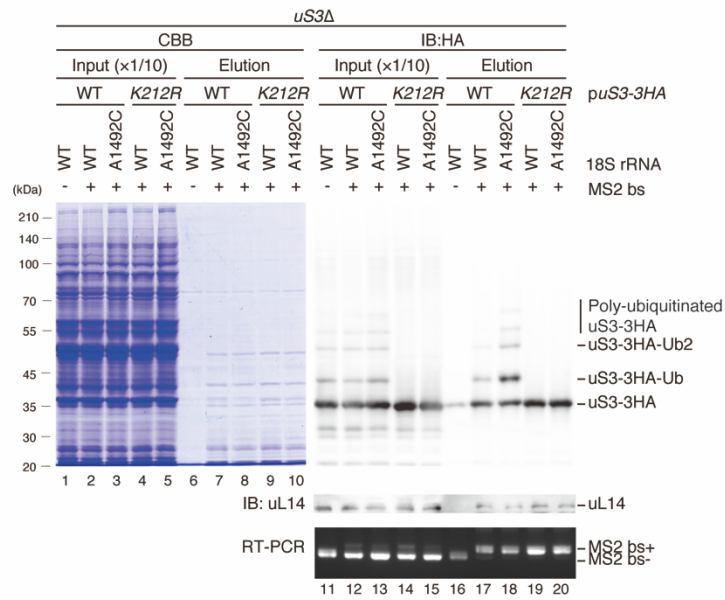 uS3Δ
CBB IB:HA
Input (×1/10) Elution Input (×1/10) Elution
WT K212R WT K212R WT K212R WT K212R puS3-3HA
WT WT A1492C WT A1492C WT WT A1492C WT A1492C WT WT A1492C WT A1492C WT WT A1492C WT A1492C 18S rRNA
(kDa) - + + + + - + + + + - + + + + - + + + + MS2 bs
210
140
100
70 Poly-ubiquitinated
55 uS3-3HA
uS3-3HA-Ub2
45 uS3-3HA-Ub
35 uS3-3HA
30
20
1 2 3 4 5 6 7 8 9 10
IB: uL14 uL14
RT-PCR MS2 bs+
MS2 bs-
11 12 13 14 15 16 17 18 19 20